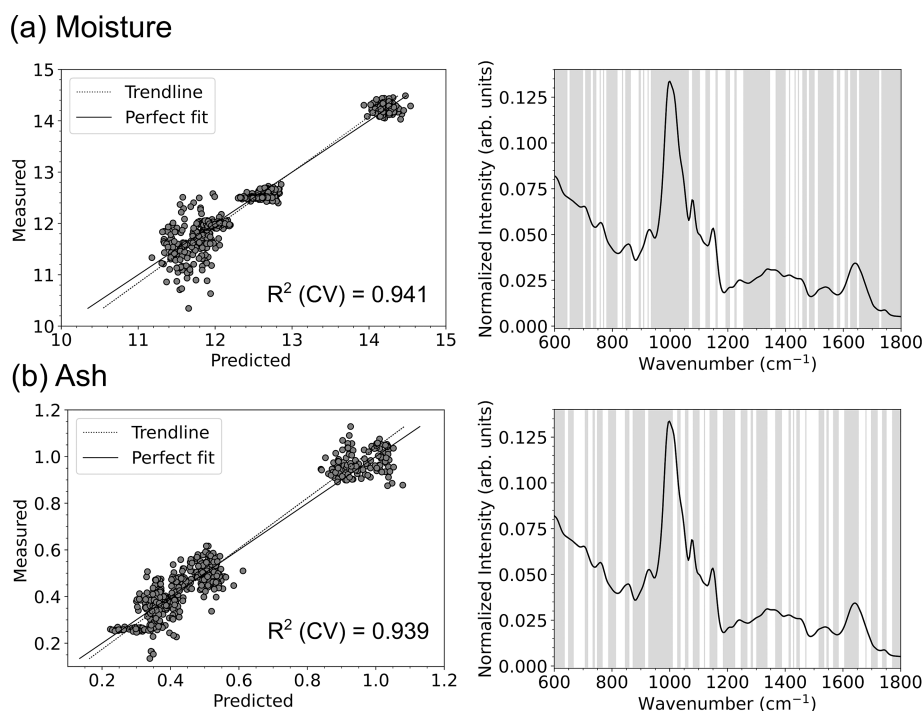 (a) Moisture
15
14
13
12
11
10
Measured
Trendline
Perfect fit
R² (CV) = 0.941
10 11 12 13 14 15
Predicted
Normalized Intensity (arb. units)
0.125
0.100
0.075
0.050
0.025
0.000
600 800 1000 1200 1400 1600 1800
Wavenumber (cm⁻¹)
(b) Ash
1.2
1.0
0.8
0.6
0.4
0.2
Measured
Trendline
Perfect fit
R² (CV) = 0.939
0.2 0.4 0.6 0.8 1.0 1.2
Predicted
Normalized Intensity (arb. units)
0.125
0.100
0.075
0.050
0.025
0.000
600 800 1000 1200 1400 1600 1800
Wavenumber (cm⁻¹)